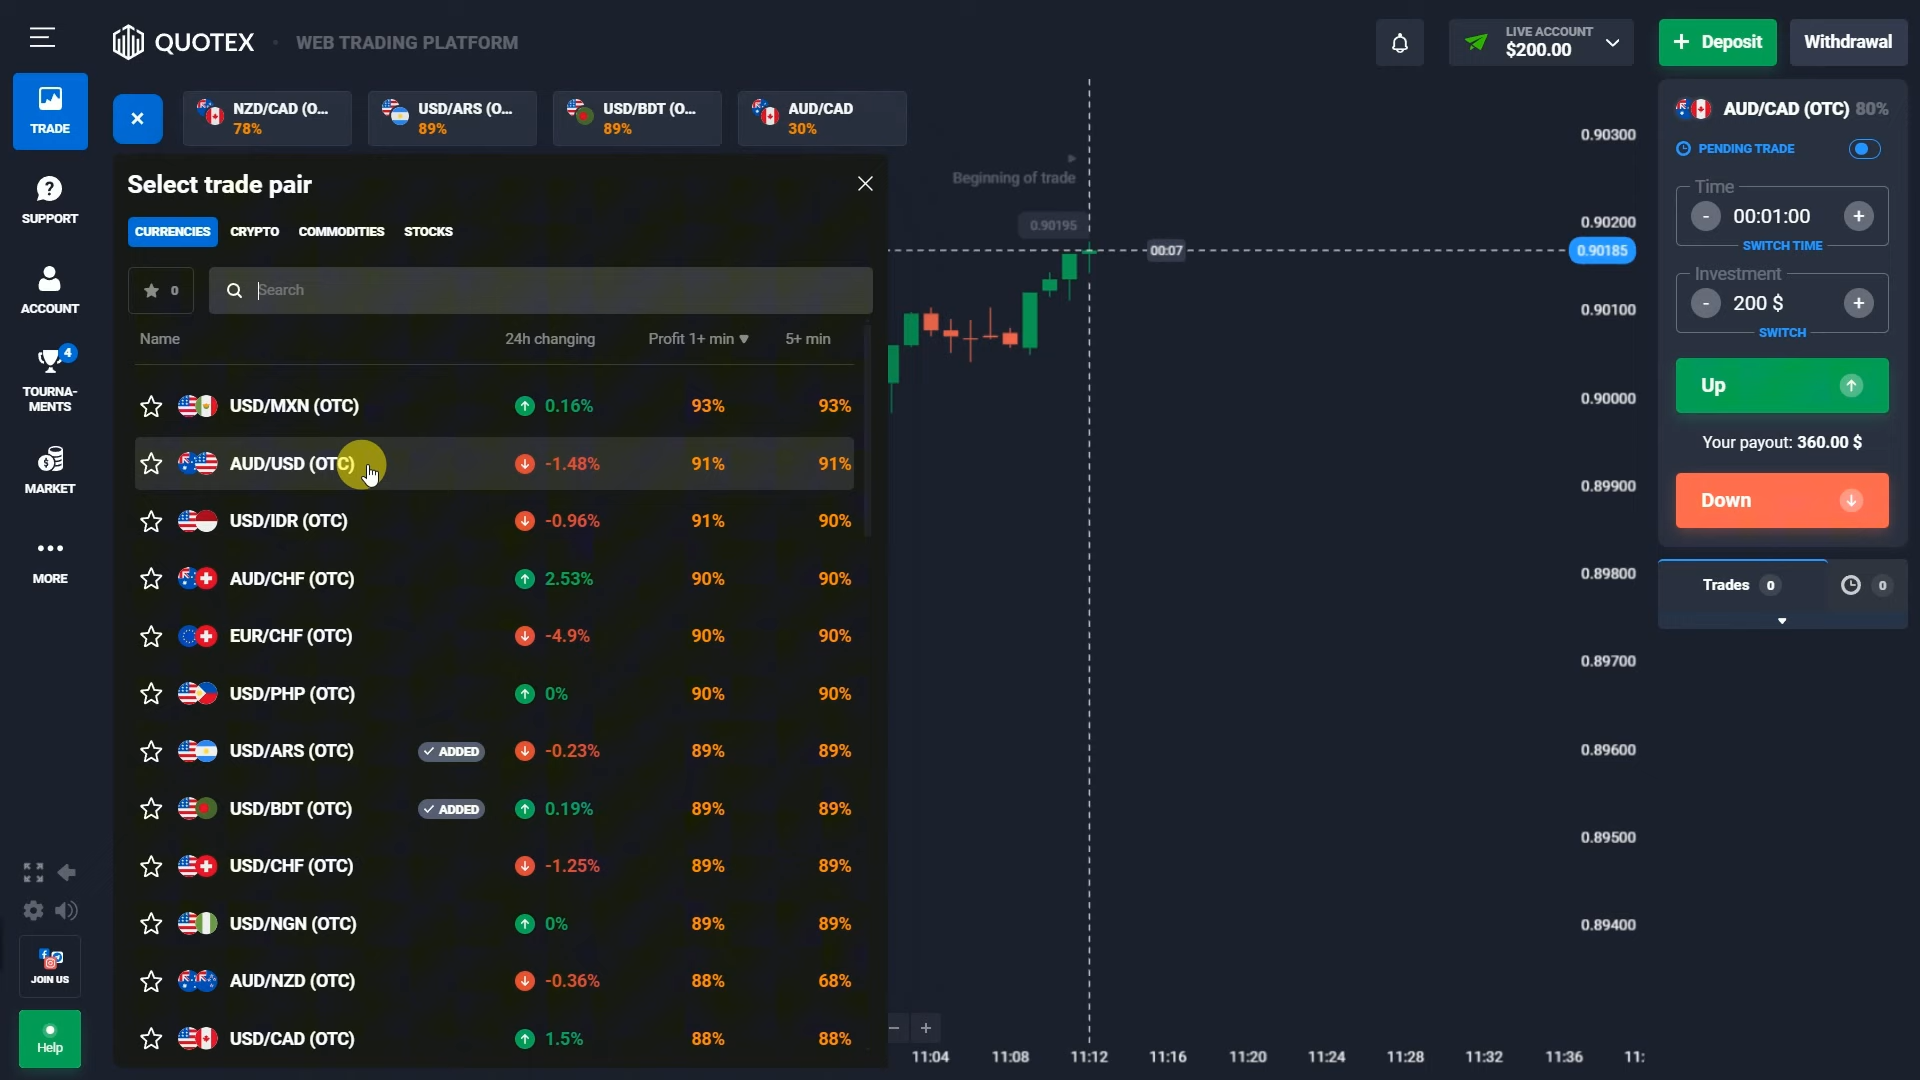 QUOTEX
WEB TRADING PLATFORM
LIVE ACCOUNT
$200.00
+ Deposit
Withdrawal
TRADE
SUPPORT
ACCOUNT
4
TOURNA-
MENTS
MARKET
MORE
JOIN US
Help
NZD/CAD (O...
78%
USD/ARS (O...
89%
USD/BDT (O...
89%
AUD/CAD
30%
Select trade pair
CURRENCIES CRYPTO COMMODITIES STOCKS
0
Search
Name 24h changing Profit 1+ min 5+ min
USD/MXN (OTC) 0.16% 93% 93%
AUD/USD (OTC) -1.48% 91% 91%
USD/IDR (OTC) -0.96% 91% 90%
AUD/CHF (OTC) 2.53% 90% 90%
EUR/CHF (OTC) -4.9% 90% 90%
USD/PHP (OTC) 0% 90% 90%
USD/ARS (OTC) ADDED -0.23% 89% 89%
USD/BDT (OTC) ADDED 0.19% 89% 89%
USD/CHF (OTC) -1.25% 89% 89%
USD/NGN (OTC) 0% 89% 89%
AUD/NZD (OTC) -0.36% 88% 68%
USD/CAD (OTC) 1.5% 88% 88%
Beginning of trade
0.90195
00:07
0.90300
0.90200
0.90185
0.90100
0.90000
0.89900
0.89800
0.89700
0.89600
0.89500
0.89400
- +
11:04 11:08 11:12 11:16 11:20 11:24 11:28 11:32 11:36 11:
AUD/CAD (OTC) 80%
PENDING TRADE
Time
- 00:01:00 +
SWITCH TIME
Investment
- 200 $ +
SWITCH
Up
Your payout: 360.00 $
Down
Trades 0
0